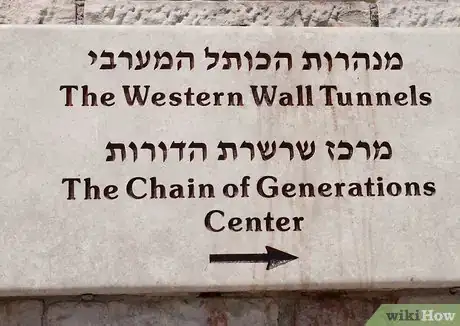 מנהרות הכותל המערבי
The Western Wall Tunnels
מרכז שרשרת הדורות
The Chain of Generations
Center
wikiHow